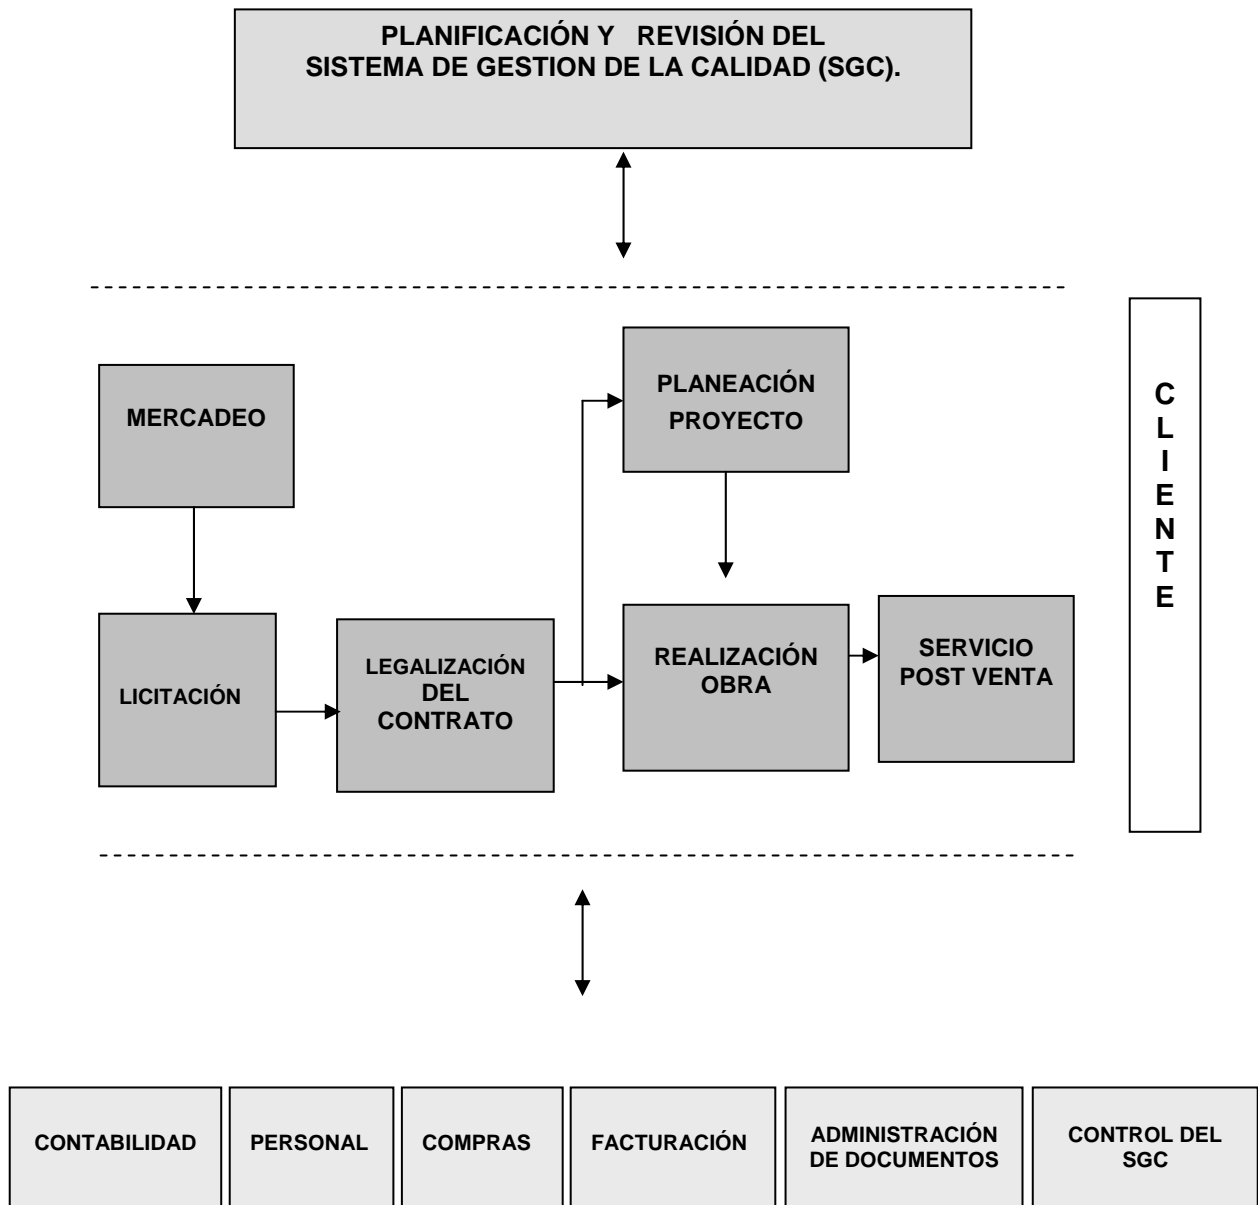 PLANIFICACIÓN Y   REVISIÓN DEL
SISTEMA DE GESTION DE LA CALIDAD (SGC).
MERCADEO
PLANEACIÓN
PROYECTO
C
L
I
E
N
T
E
LICITACIÓN
LEGALIZACIÓN
DEL
CONTRATO
REALIZACIÓN
OBRA
SERVICIO
POST VENTA
CONTABILIDAD
PERSONAL
COMPRAS
FACTURACIÓN
ADMINISTRACIÓN
DE DOCUMENTOS
CONTROL DEL
SGC